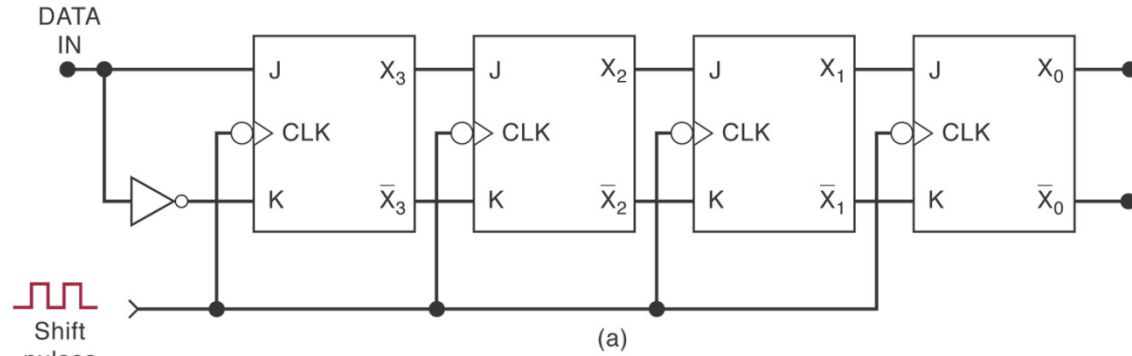 DATA
IN
J X₃ J X₂ J X₁ J X₀
CLK CLK CLK CLK
K X̅₃ K X̅₂ K X̅₁ K X̅₀
Shift
(a)